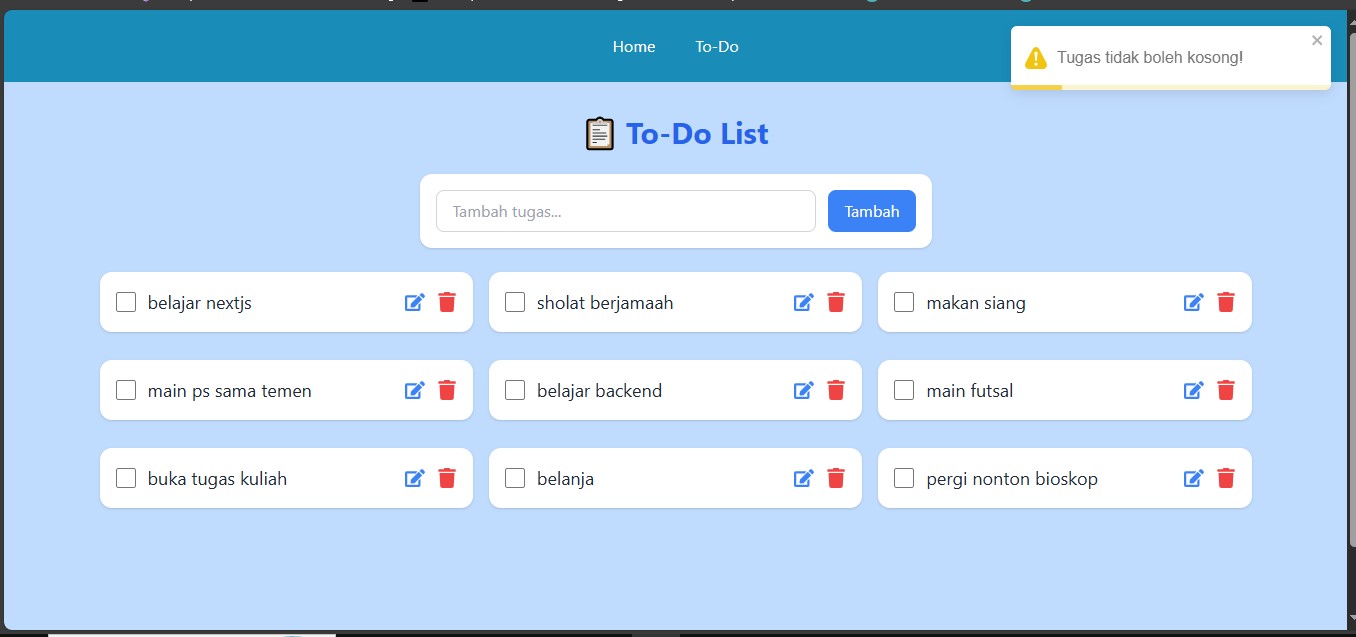 Home To-Do
Tugas tidak boleh kosong!
To-Do List
Tambah tugas... Tambah
belajar nextjs
sholat berjamaah
makan siang
main ps sama temen
belajar backend
main futsal
buka tugas kuliah
belanja
pergi nonton bioskop